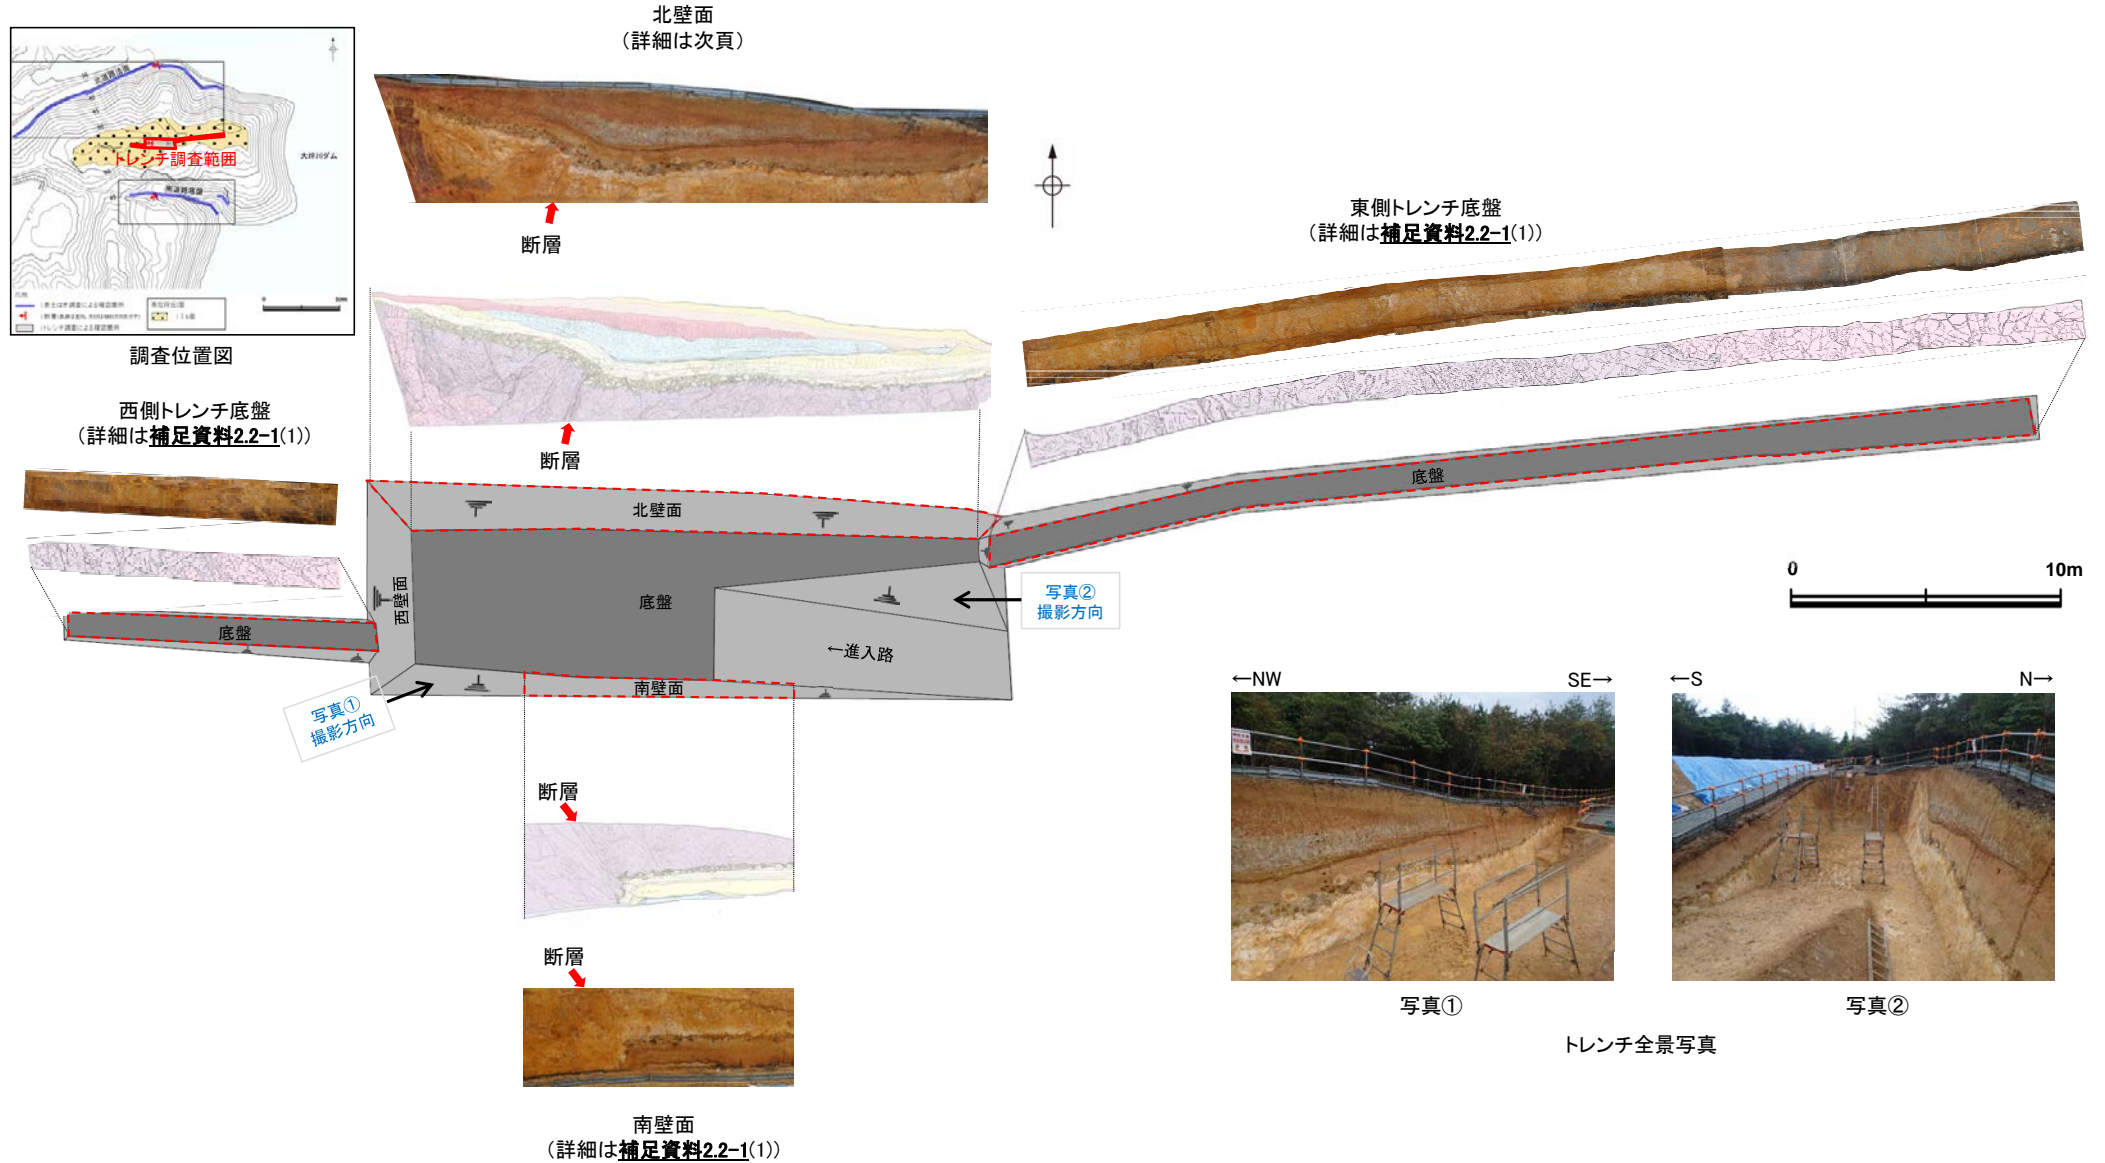 北壁面
（詳細は次頁）
断層
断層
トレンチ調査範囲
大坪川ダム
調査位置図
西側トレンチ底盤
（詳細は補足資料2.2-1(1)）
東側トレンチ底盤
（詳細は補足資料2.2-1(1)）
北壁面
西壁面
底盤
底盤
底盤
←進入路
南壁面
写真①
撮影方向
写真②
撮影方向
0 10m
断層
断層
南壁面
（詳細は補足資料2.2-1(1)）
←NW SE→
←S N→
写真①
写真②
トレンチ全景写真